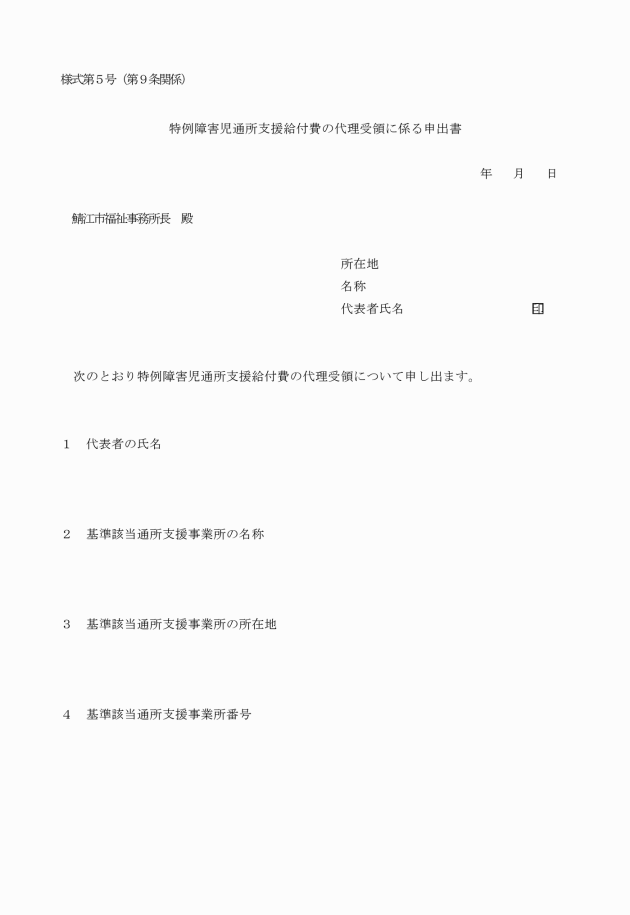 様式第５号（第９条関係）
特例障害児通所支援給付費の代理受領に係る申出書
年　　月　　日
鯖江市福祉事務所長　殿
所在地
名称
代表者氏名　　　　　　　　　　印
次のとおり特例障害児通所支援給付費の代理受領について申し出ます。
１　代表者の氏名
２　基準該当通所支援事業所の名称
３　基準該当通所支援事業所の所在地
４　基準該当通所支援事業所番号